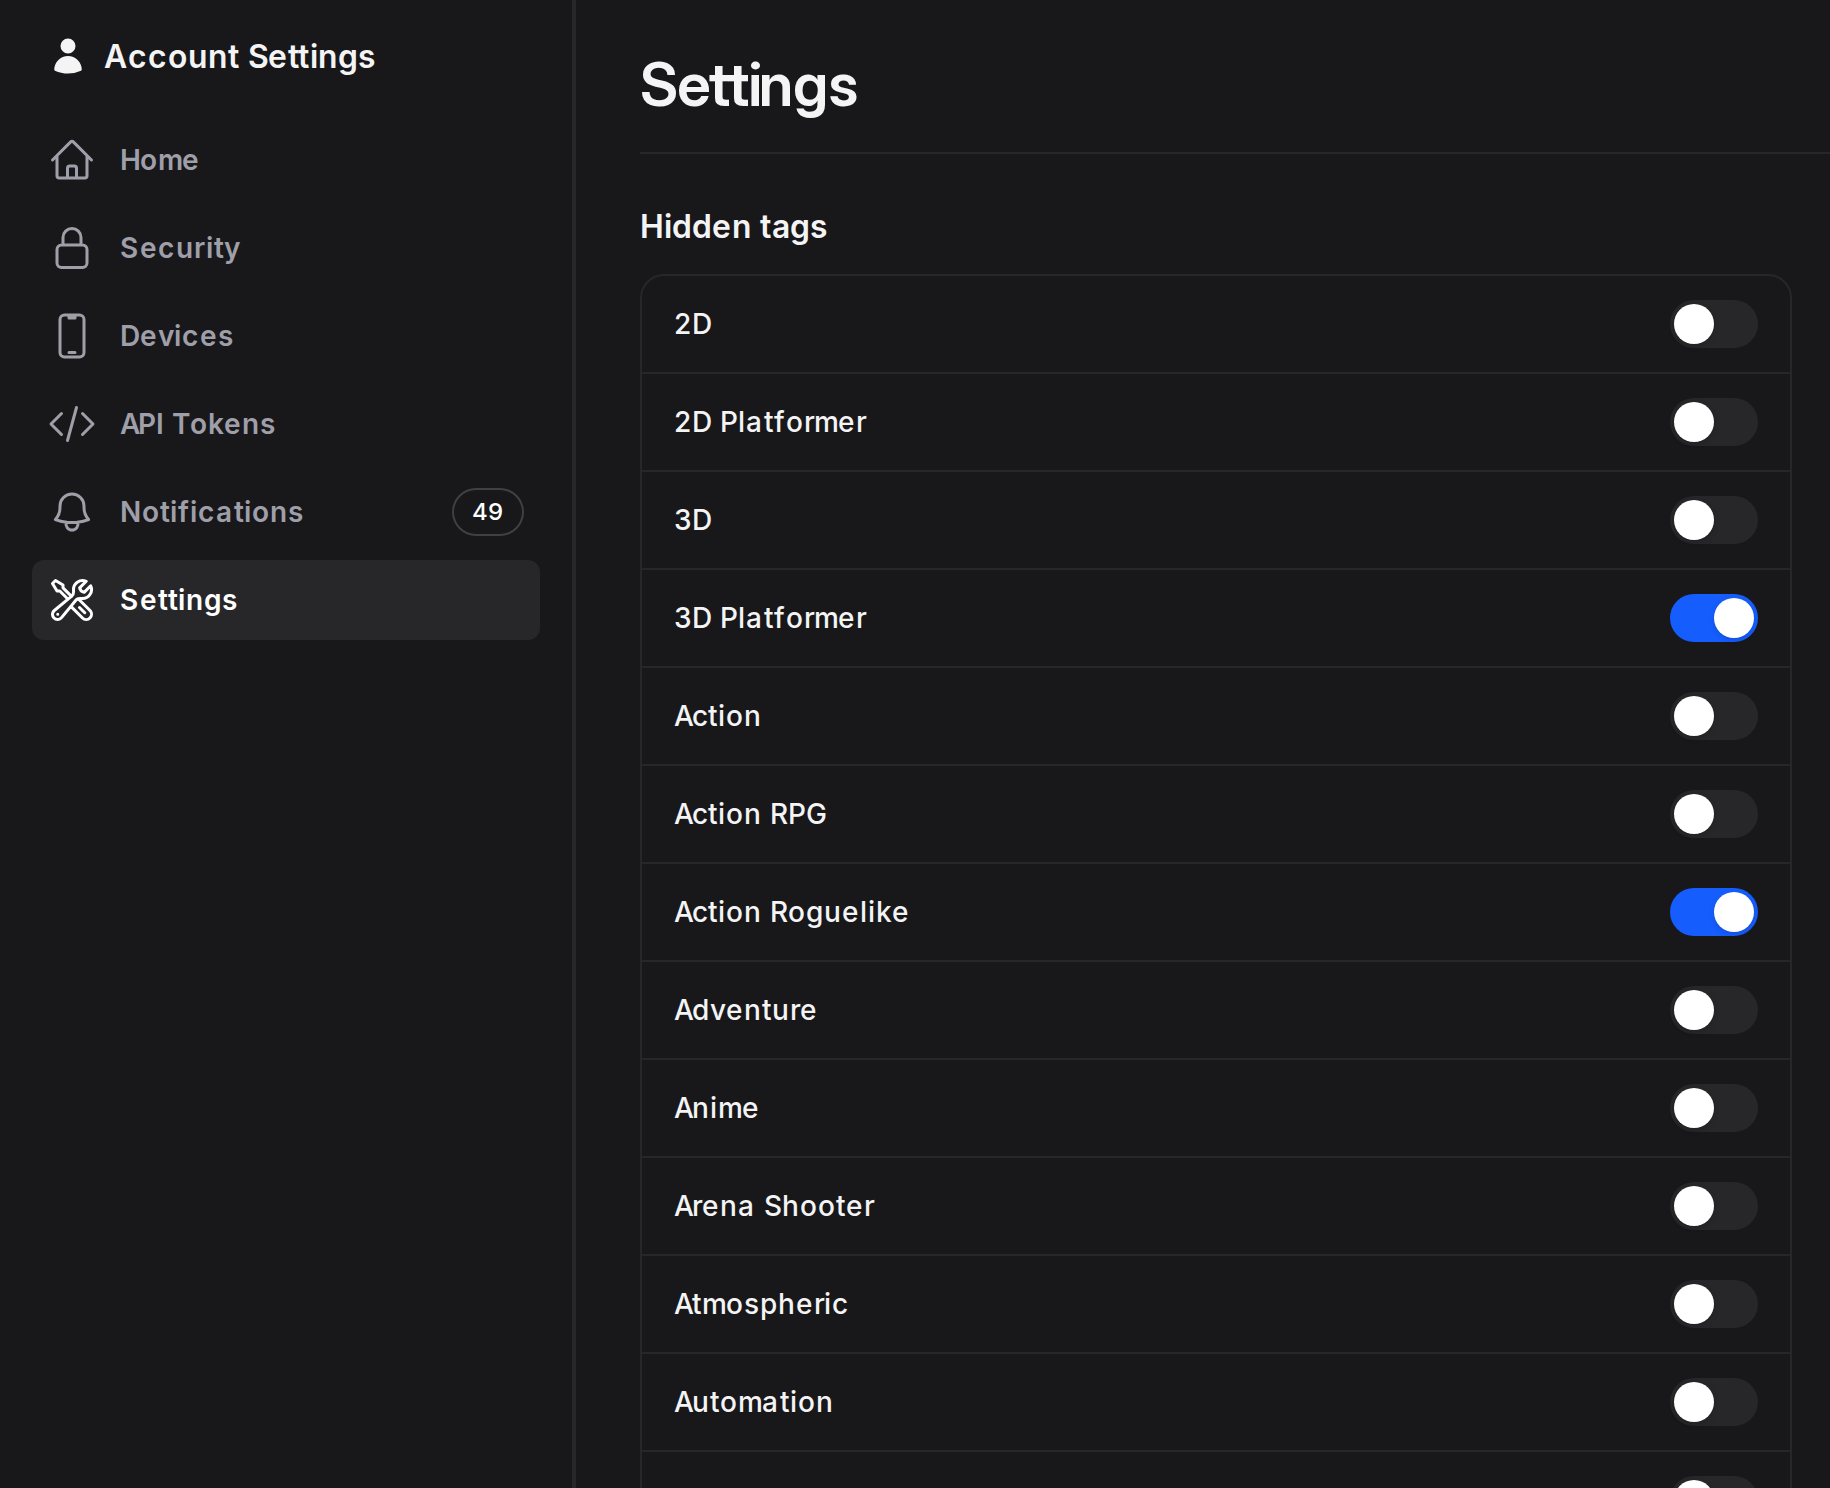 Account Settings
Home
Security
Devices
API Tokens
Notifications 49
Settings
Settings
Hidden tags
2D
2D Platformer
3D
3D Platformer
Action
Action RPG
Action Roguelike
Adventure
Anime
Arena Shooter
Atmospheric
Automation